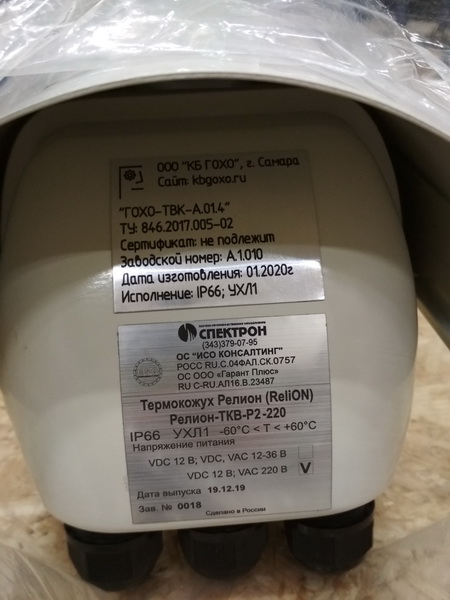 ООО "КБ ГОХО", г. Самара
Сайт: kbgoxo.ru
"ГОХО-ТВК-А.01.4"
ТУ: 846.2017.005-02
Сертификат: не подлежит
Заводской номер: А.1.010
Дата изготовления: 01.2020г
Исполнение: IP66; УХЛ1
СПЕКТРОН
(343)379-07-95
ОС "ИСО КОНСАЛТИНГ"
РОСС RU.С.04ФАЛ.СК.0757
ОС ООО "Гарант Плюс"
RU C-RU.АЛ16.В.23487
Термокожух Релион (ReliON)
Релион-ТКВ-Р2-220
IP66 УХЛ1 -60°C < T < +60°C
Напряжение питания
VDC 12 В; VDC, VAC 12-36 В
VDC 12 В; VAC 220 В V
Дата выпуска 19.12.19
Зав. № 0018
Сделано в России